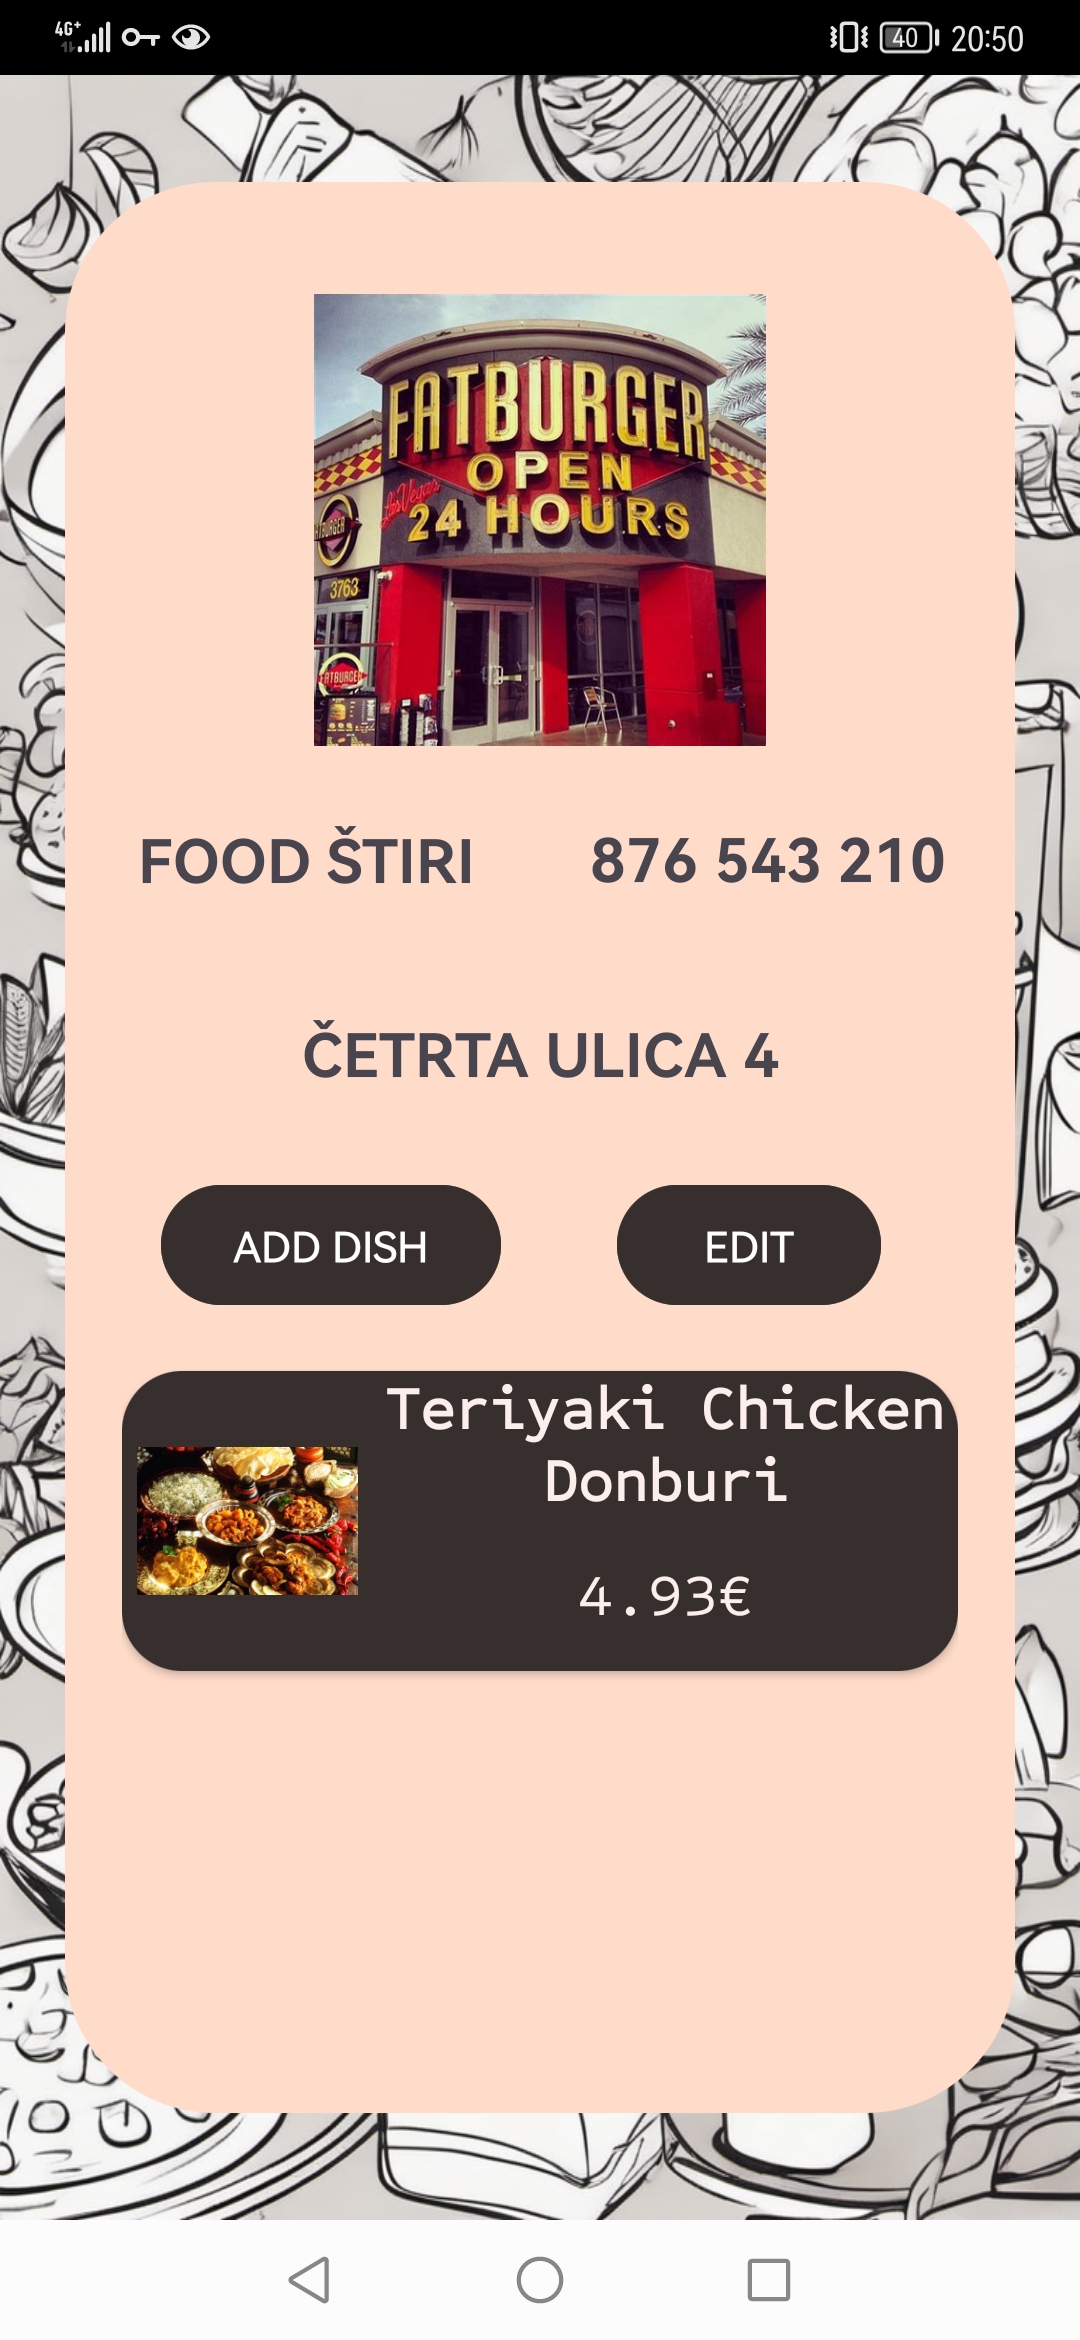 4G+
40 20:50
FATBURGER
OPEN
Las Vegas
24 HOURS
3763
FATBURGER
FOOD ŠTIRI
876 543 210
ČETRTA ULICA 4
ADD DISH
EDIT
Teriyaki Chicken
Donburi
4.93€